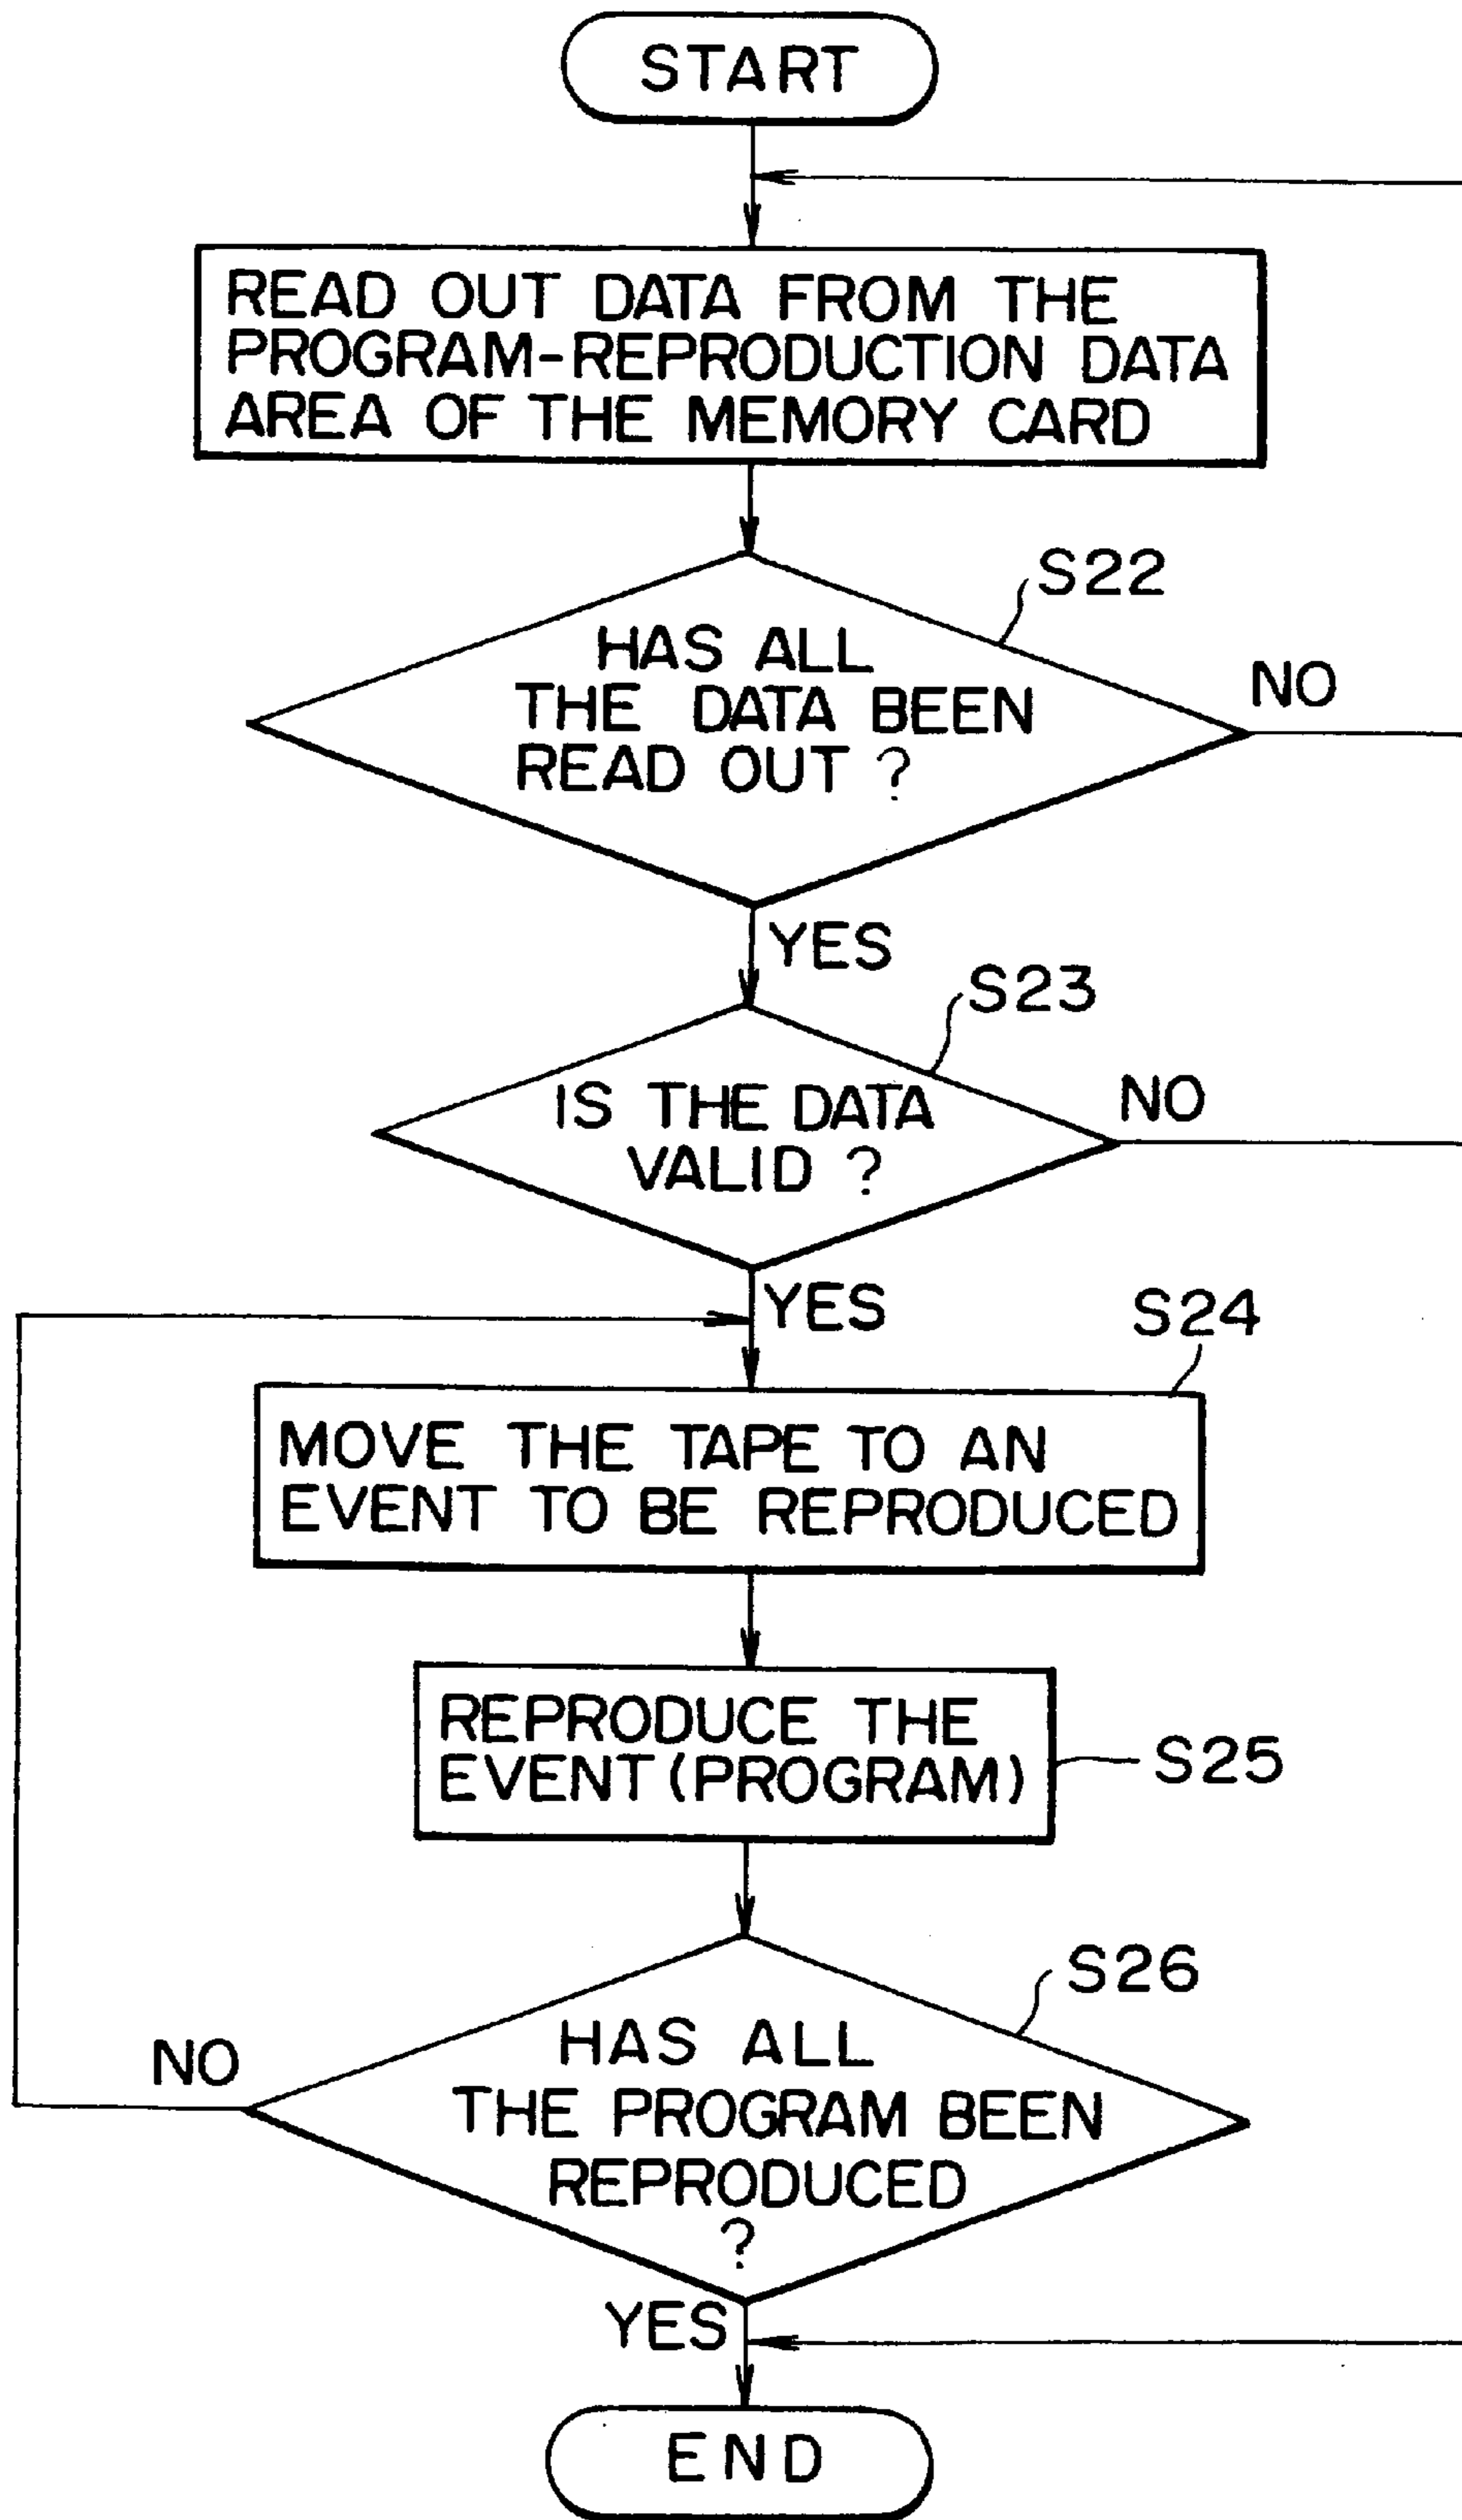 START
READ OUT DATA FROM THE
PROGRAM-REPRODUCTION DATA
AREA OF THE MEMORY CARD
S22
HAS ALL
THE DATA BEEN
READ OUT ?
NO
YES
S23
IS THE DATA
VALID ?
NO
YES
S24
MOVE THE TAPE TO AN
EVENT TO BE REPRODUCED
REPRODUCE THE
EVENT(PROGRAM)
S25
S26
HAS ALL
THE PROGRAM BEEN
REPRODUCED
?
NO
YES
END